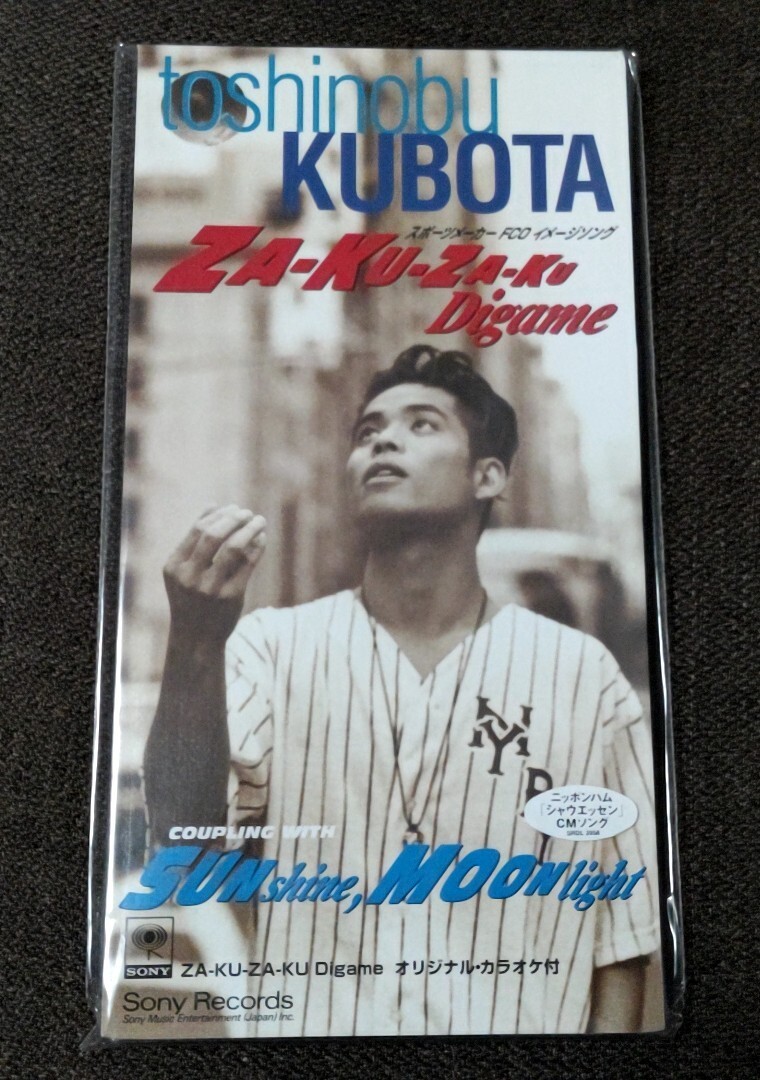 toshinobu
KUBOTA
スポーツメーカー FCD イメージソング
ZA-KU-ZA-KU
Digame
NY
ニッポンハム
「シャウエッセン」
CMソング
SRDL 3958
COUPLING WITH
SUNshine, MOONlight
SONY
ZA-KU-ZA-KU Digame オリジナル・カラオケ付
Sony Records
Sony Music Entertainment (Japan) Inc.